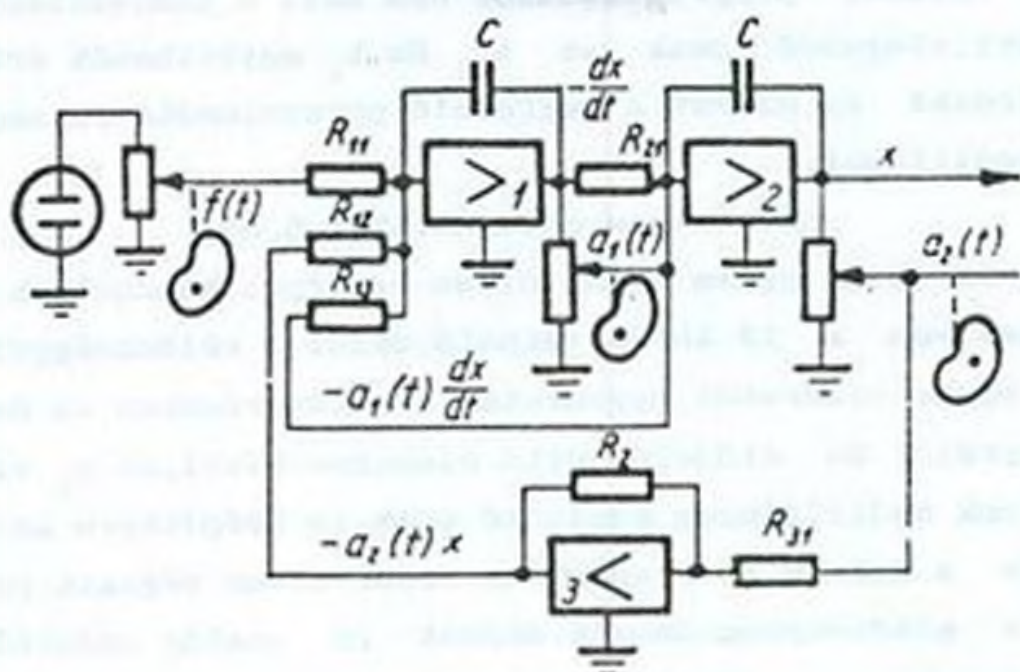 C
C
-dx/dt
R11
R21
x
1
2
f(t)
R12
a1(t)
a2(t)
R13
-a1(t) dx/dt
R2
-a2(t)x
3
R31